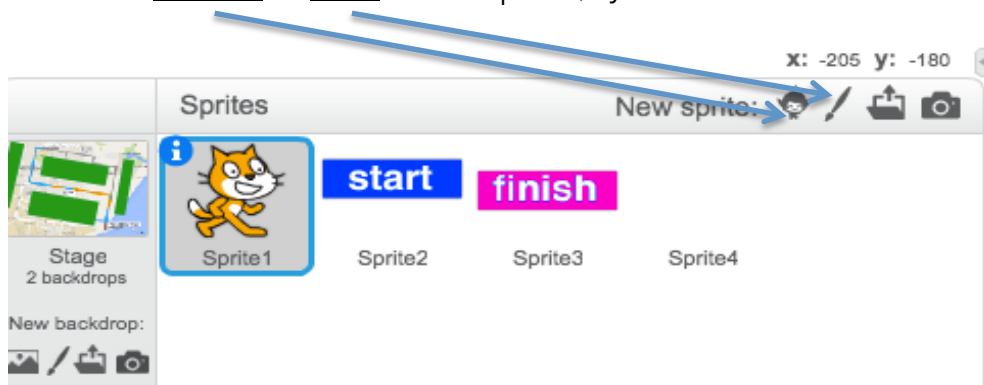 x: -205 y: -180
Sprites New sprite:
start
finish
Sprite1 Sprite2 Sprite3 Sprite4
Stage
2 backdrops
New backdrop: